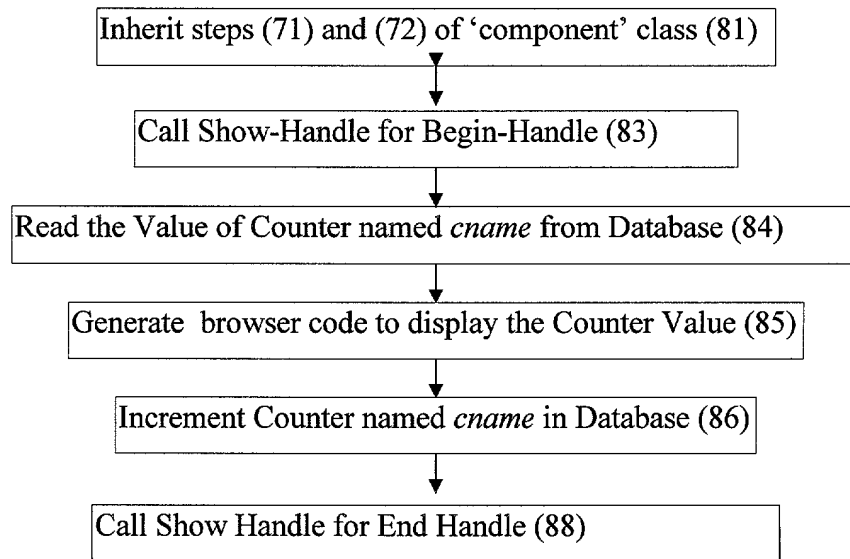 Inherit steps (71) and (72) of ‘component’ class (81)
Call Show-Handle for Begin-Handle (83)
Read the Value of Counter named cname from Database (84)
Generate browser code to display the Counter Value (85)
Increment Counter named cname in Database (86)
Call Show Handle for End Handle (88)